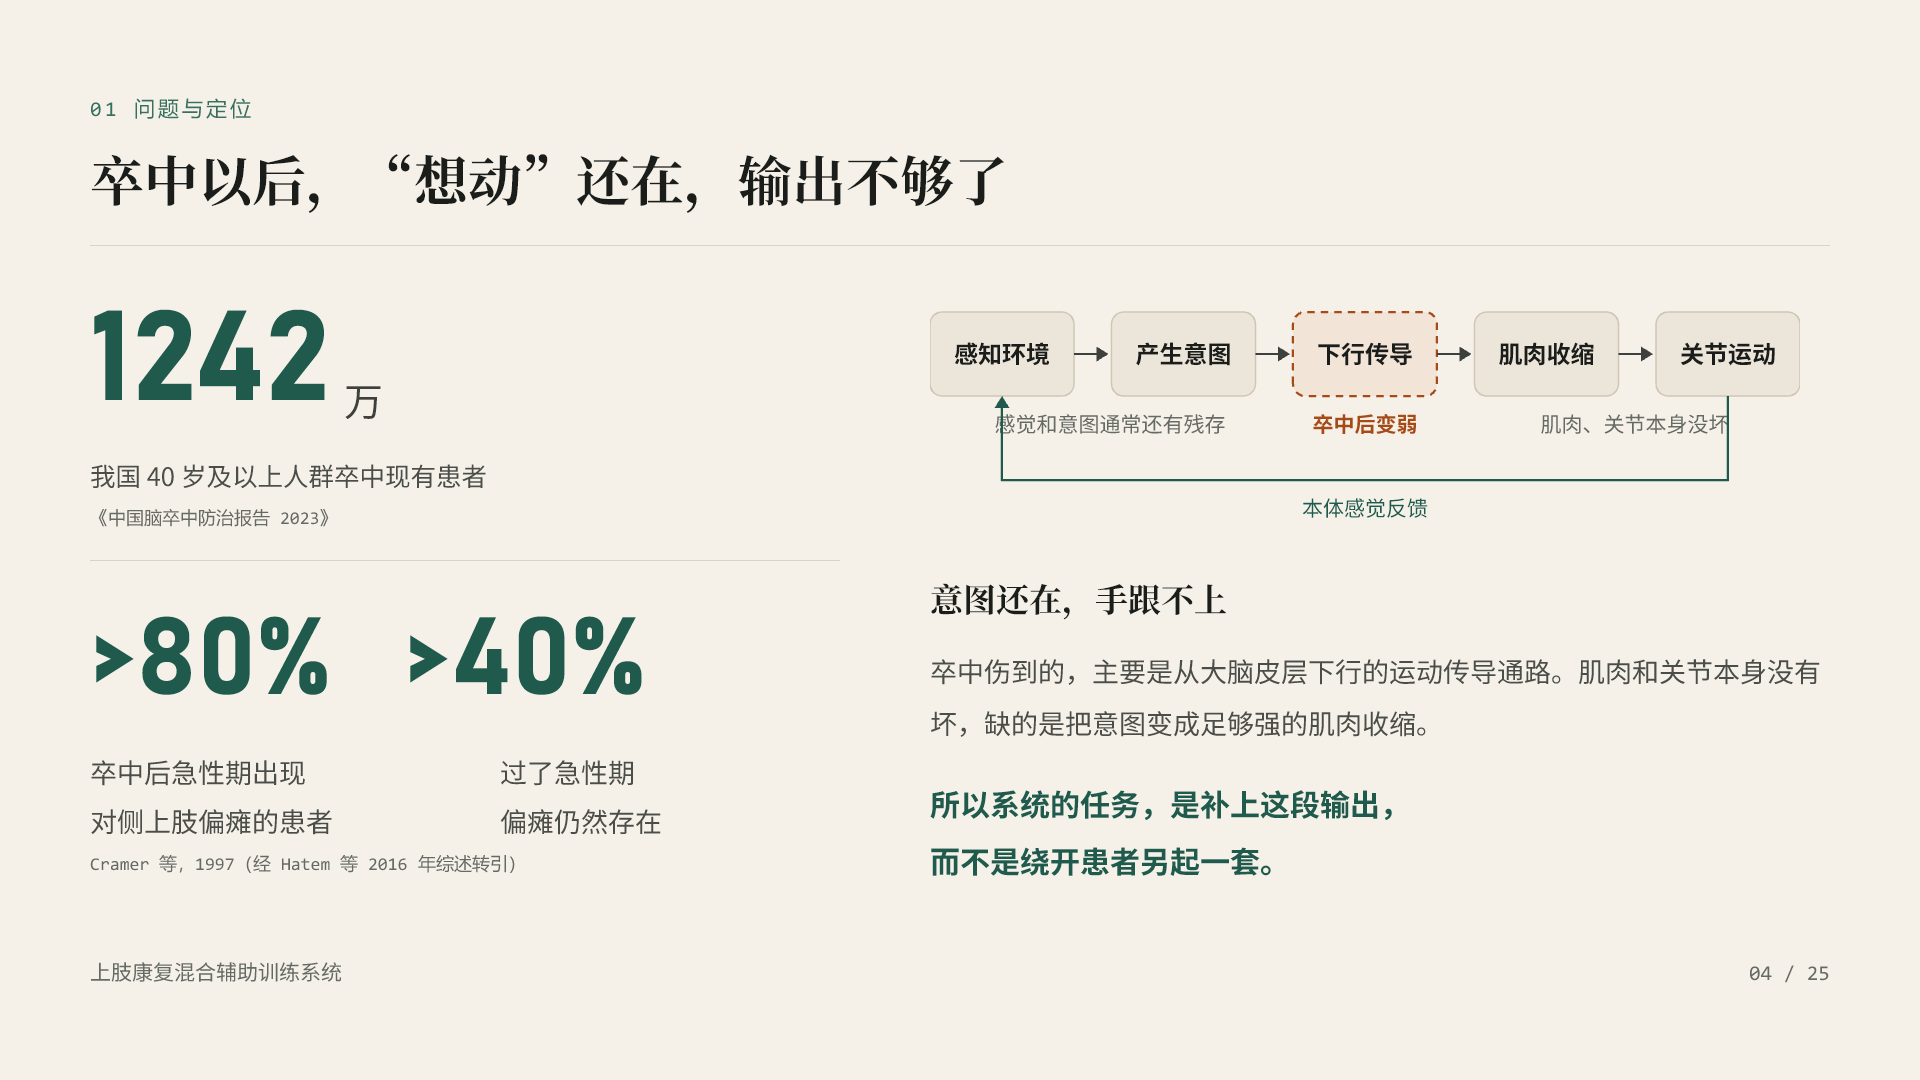 01 问题与定位
卒中以后，“想动”还在，输出不够了
1242 万
我国 40 岁及以上人群卒中现有患者
《中国脑卒中防治报告 2023》
>80%
>40%
卒中后急性期出现
对侧上肢偏瘫的患者
过了急性期
偏瘫仍然存在
Cramer 等, 1997 (经 Hatem 等 2016 年综述转引)
感知环境
产生意图
下行传导
肌肉收缩
关节运动
感觉和意图通常还有残存
卒中后变弱
肌肉、关节本身没坏
本体感觉反馈
意图还在，手跟不上
卒中伤到的，主要是从大脑皮层下行的运动传导通路。肌肉和关节本身没有
坏，缺的是把意图变成足够强的肌肉收缩。
所以系统的任务，是补上这段输出，
而不是绕开患者另起一套。
上肢康复混合辅助训练系统
04 / 25